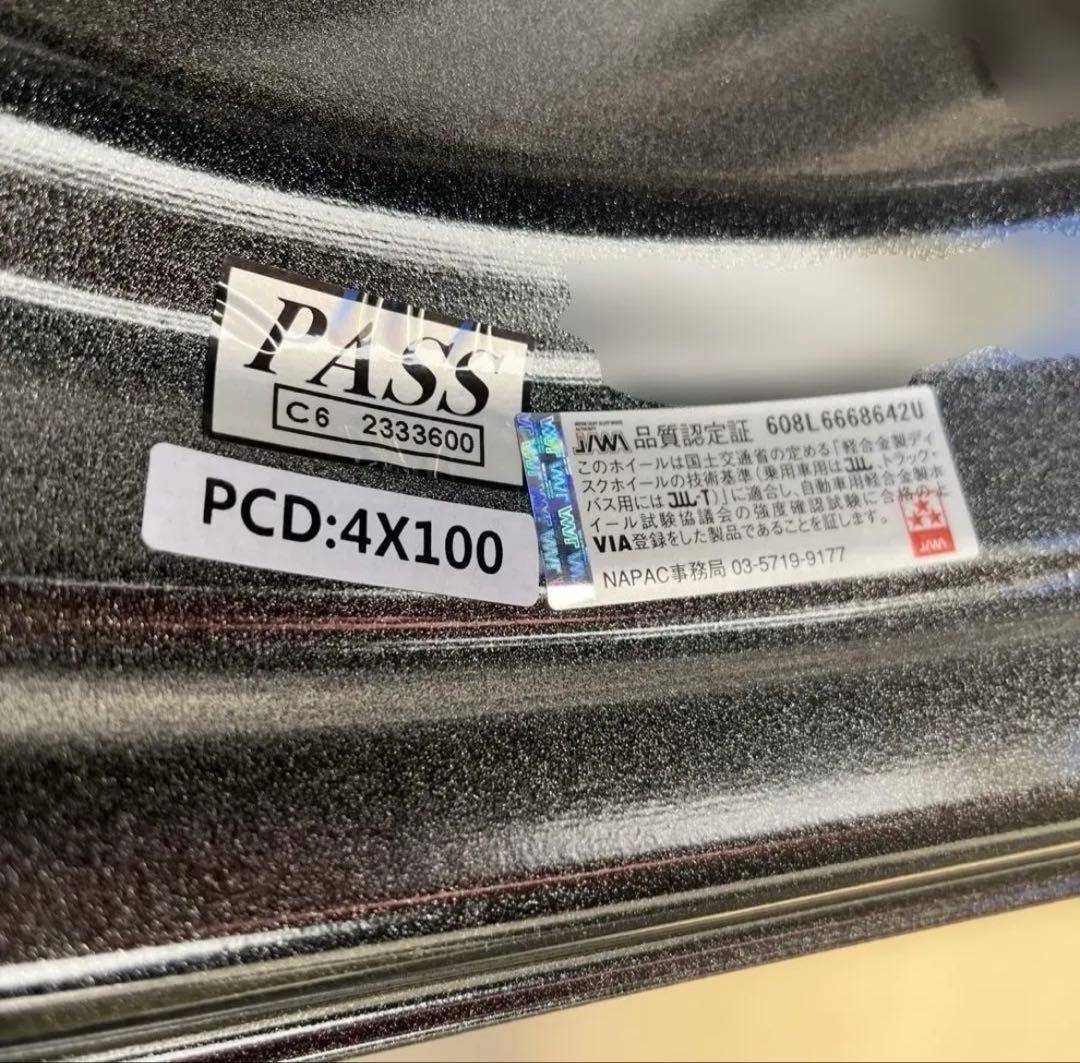 PASS
C6 2333600
PCD:4X100
JAWA 品質認定証 608L6668642U
このホイールは国土交通省の定める「軽合金製ディ
スクホイールの技術基準(乗用車用はJWL、トラック・
バス用にはJWL・T)」に適合し、自動車用軽合金製ホ
イール試験協議会の強度確認試験に合格の上
VIA登録をした製品であることを証します。
JAWA
NAPAC事務局 03-5719-9177